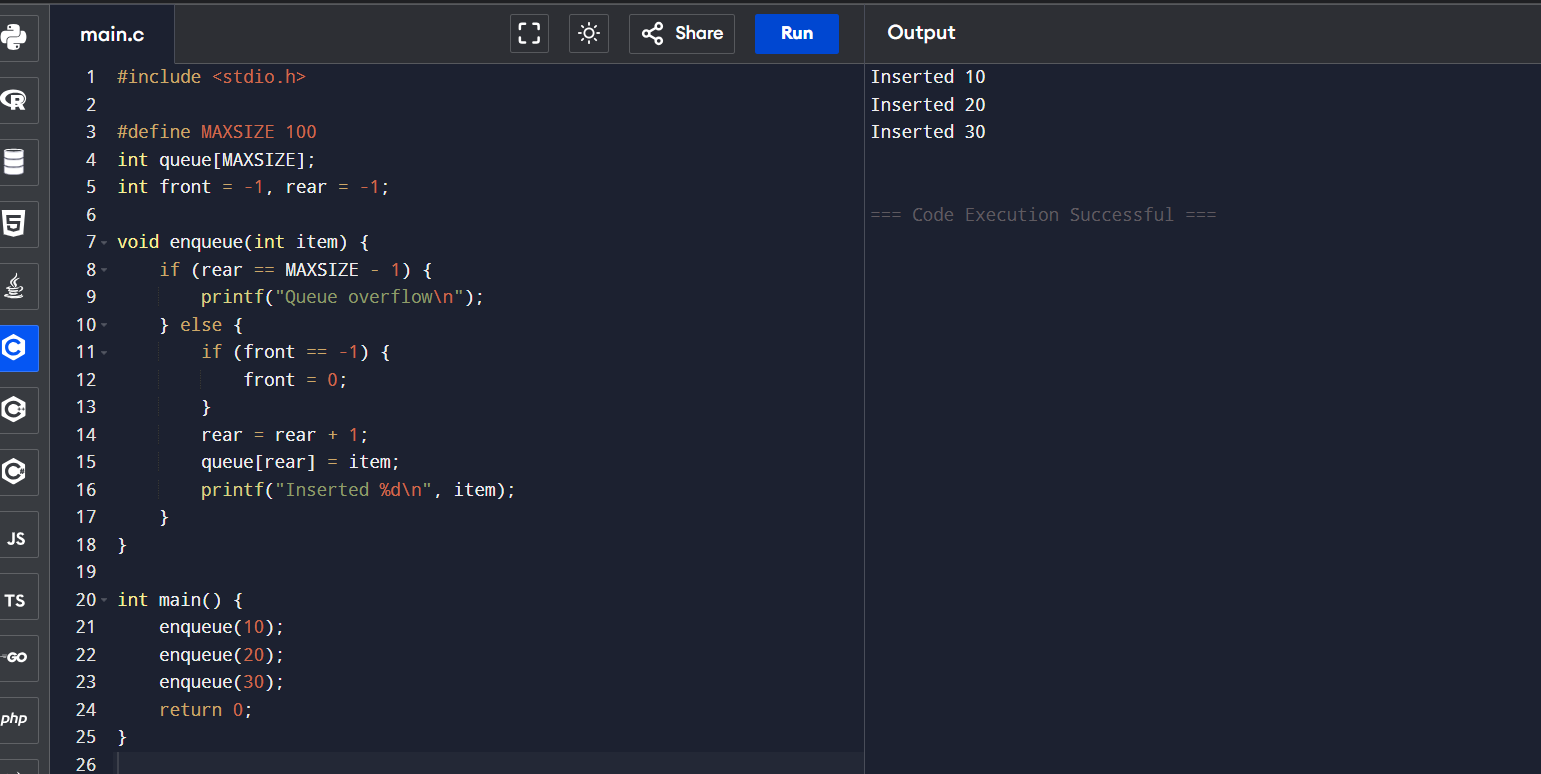 main.c
Share
Run
Output
1 #include <stdio.h>
2
3 #define MAXSIZE 100
4 int queue[MAXSIZE];
5 int front = -1, rear = -1;
6
7 void enqueue(int item) {
8     if (rear == MAXSIZE - 1) {
9         printf("Queue overflow\n");
10     } else {
11         if (front == -1) {
12             front = 0;
13         }
14         rear = rear + 1;
15         queue[rear] = item;
16         printf("Inserted %d\n", item);
17     }
18 }
19
20 int main() {
21     enqueue(10);
22     enqueue(20);
23     enqueue(30);
24     return 0;
25 }
26
Inserted 10
Inserted 20
Inserted 30
=== Code Execution Successful ===
R
5
C
C
C#
JS
TS
GO
php